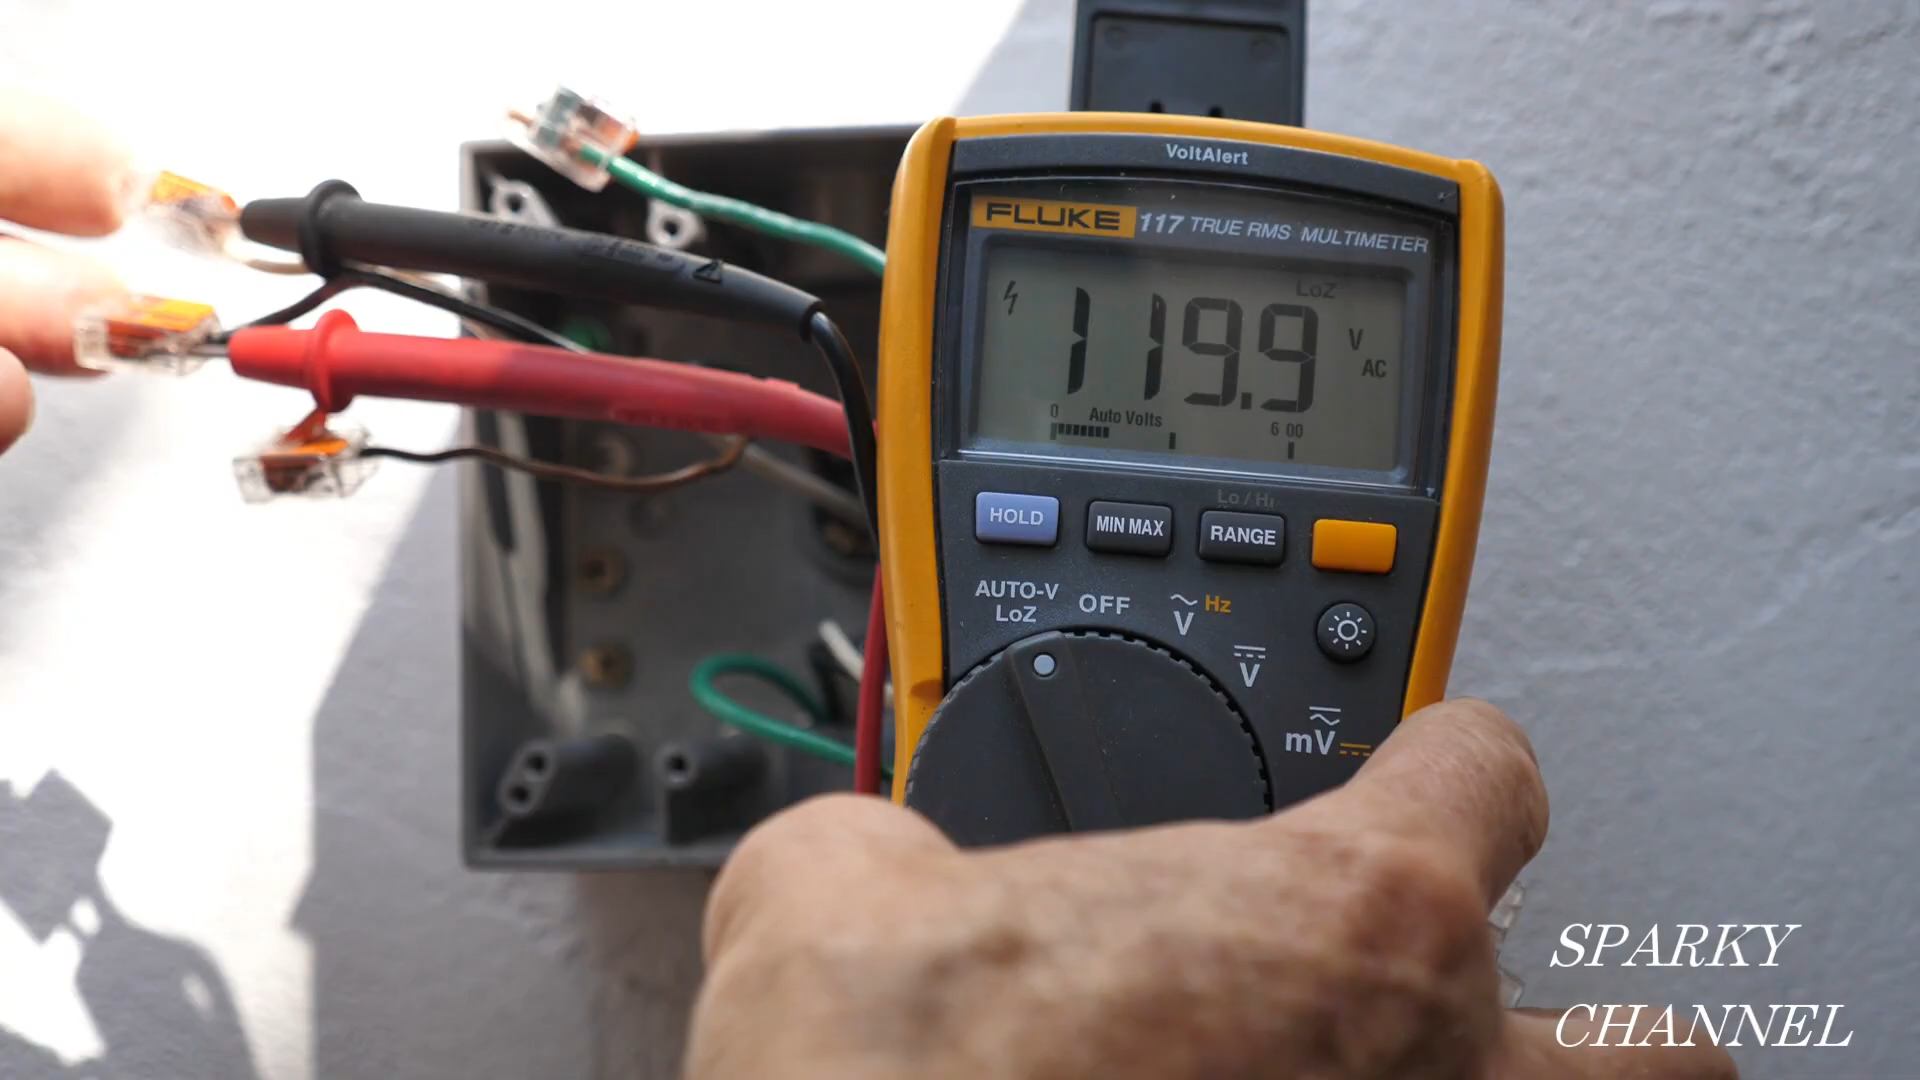 VoltAlert
FLUKE 117 TRUE RMS MULTIMETER
LoZ
119.9 V AC
0 Auto Volts 6 00
Lo / Hi
HOLD MIN MAX RANGE
AUTO-V LoZ
OFF
V Hz
V
mV
SPARKY
CHANNEL